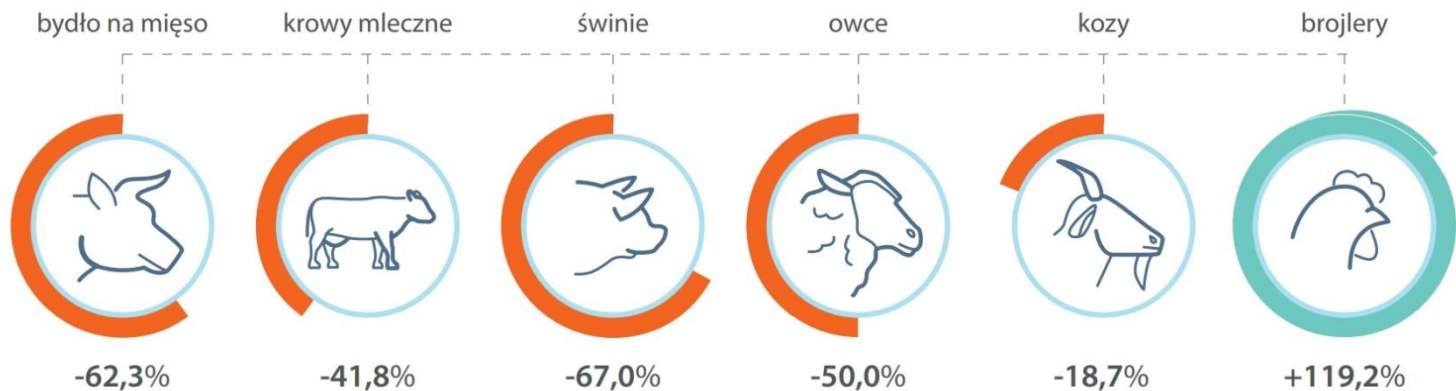 bydło na mięso krowy mleczne świnie owce kozy brojlery
-62,3% -41,8% -67,0% -50,0% -18,7% +119,2%